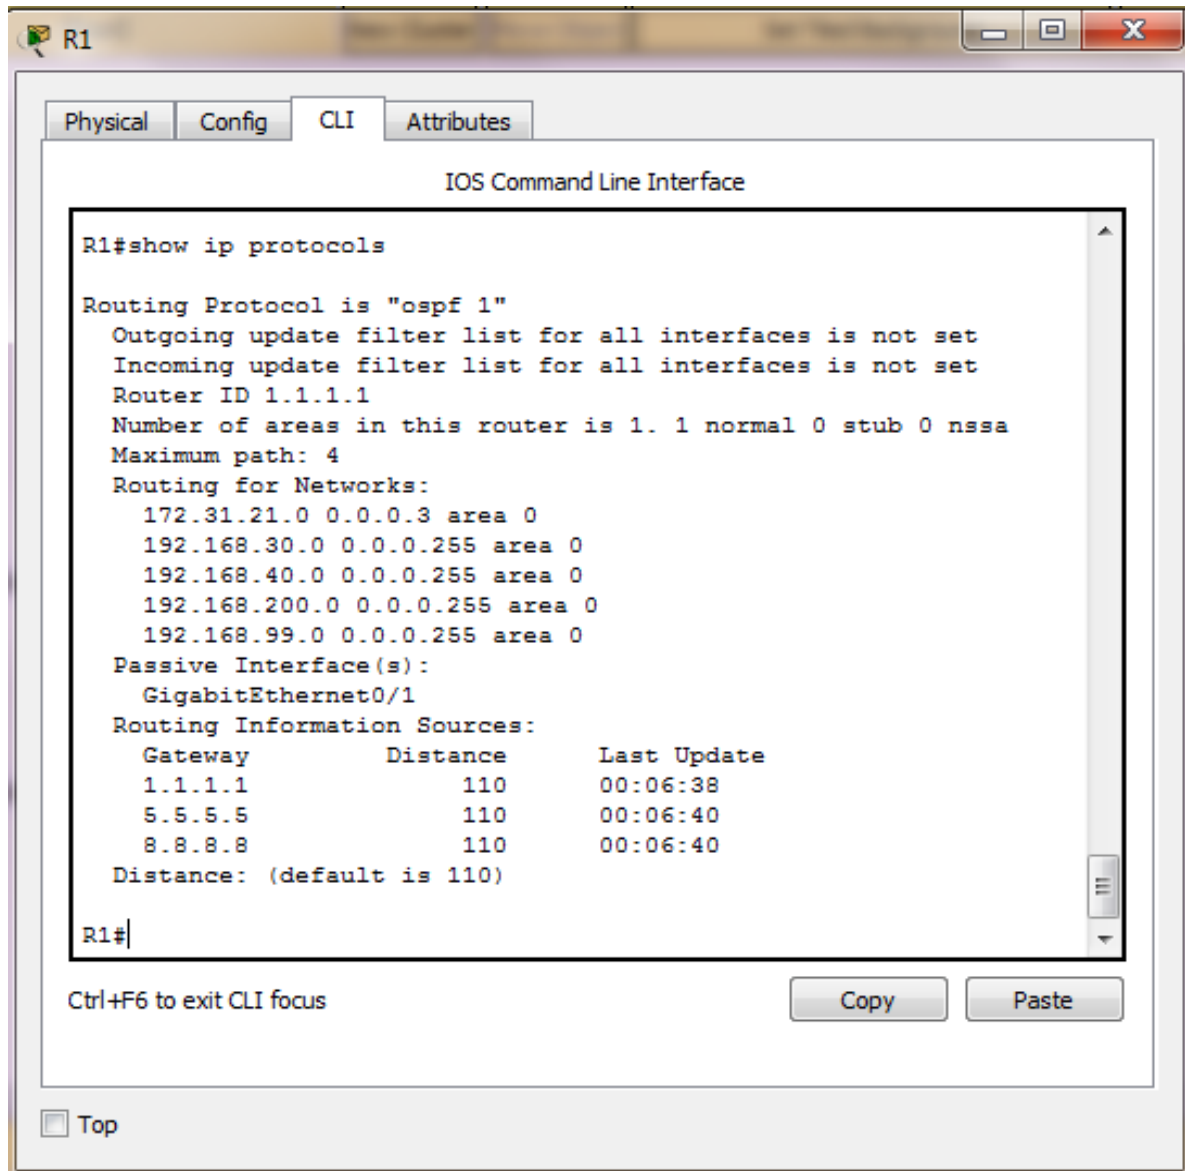 R1
Physical Config CLI Attributes
IOS Command Line Interface
R1#show ip protocols
Routing Protocol is "ospf 1"
Outgoing update filter list for all interfaces is not set
Incoming update filter list for all interfaces is not set
Router ID 1.1.1.1
Number of areas in this router is 1. 1 normal 0 stub 0 nssa
Maximum path: 4
Routing for Networks:
172.31.21.0 0.0.0.3 area 0
192.168.30.0 0.0.0.255 area 0
192.168.40.0 0.0.0.255 area 0
192.168.200.0 0.0.0.255 area 0
192.168.99.0 0.0.0.255 area 0
Passive Interface(s):
GigabitEthernet0/1
Routing Information Sources:
Gateway Distance Last Update
1.1.1.1 110 00:06:38
5.5.5.5 110 00:06:40
8.8.8.8 110 00:06:40
Distance: (default is 110)
R1#
Ctrl+F6 to exit CLI focus
Copy Paste
Top